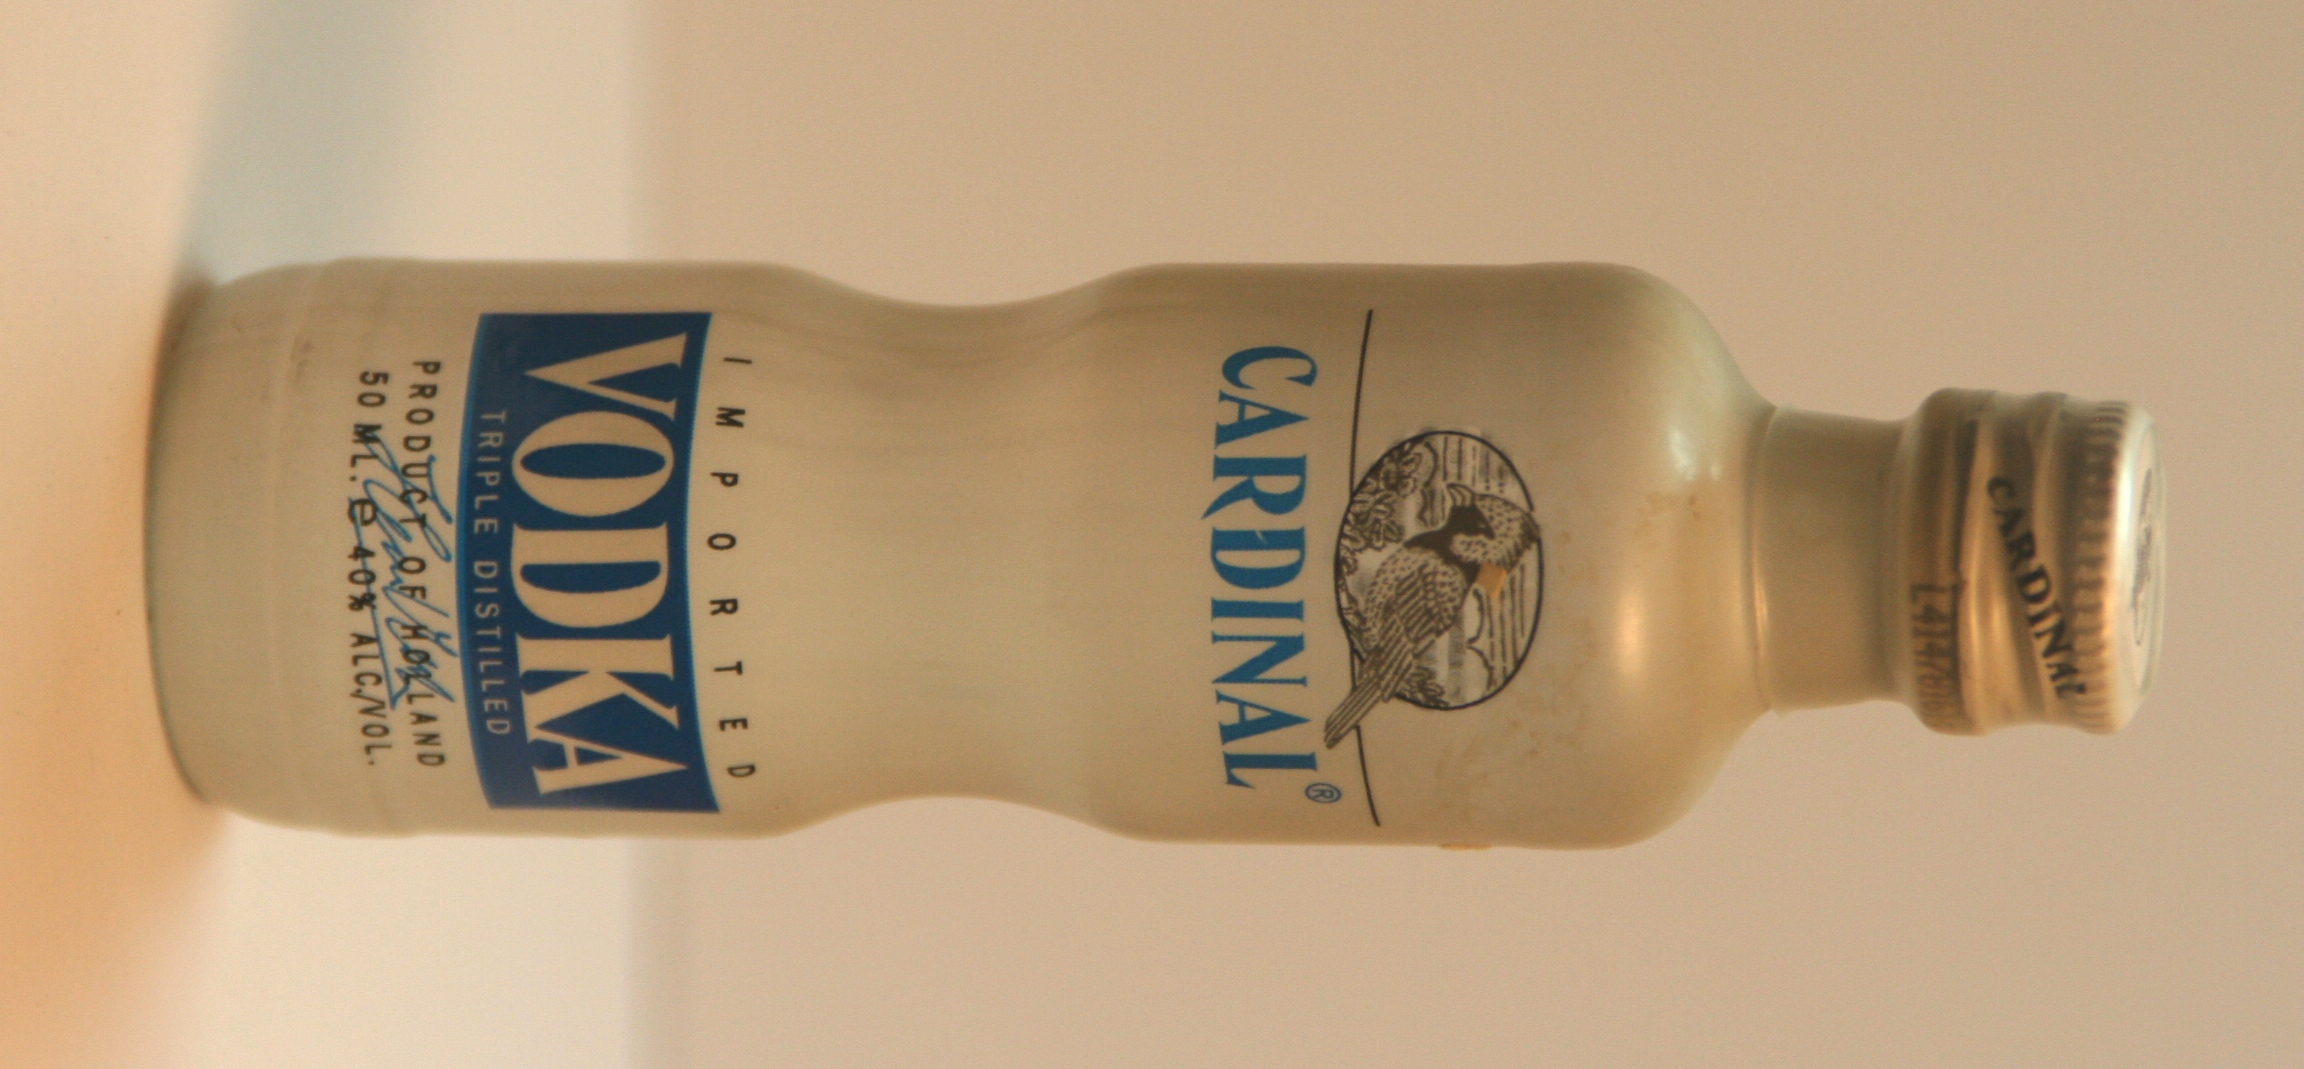 CARDINAL
CARDINAL®
IMPORTED
VODKA
TRIPLE DISTILLED
PRODUCT OF HOLLAND
50 ML. e 40% ALC./VOL.